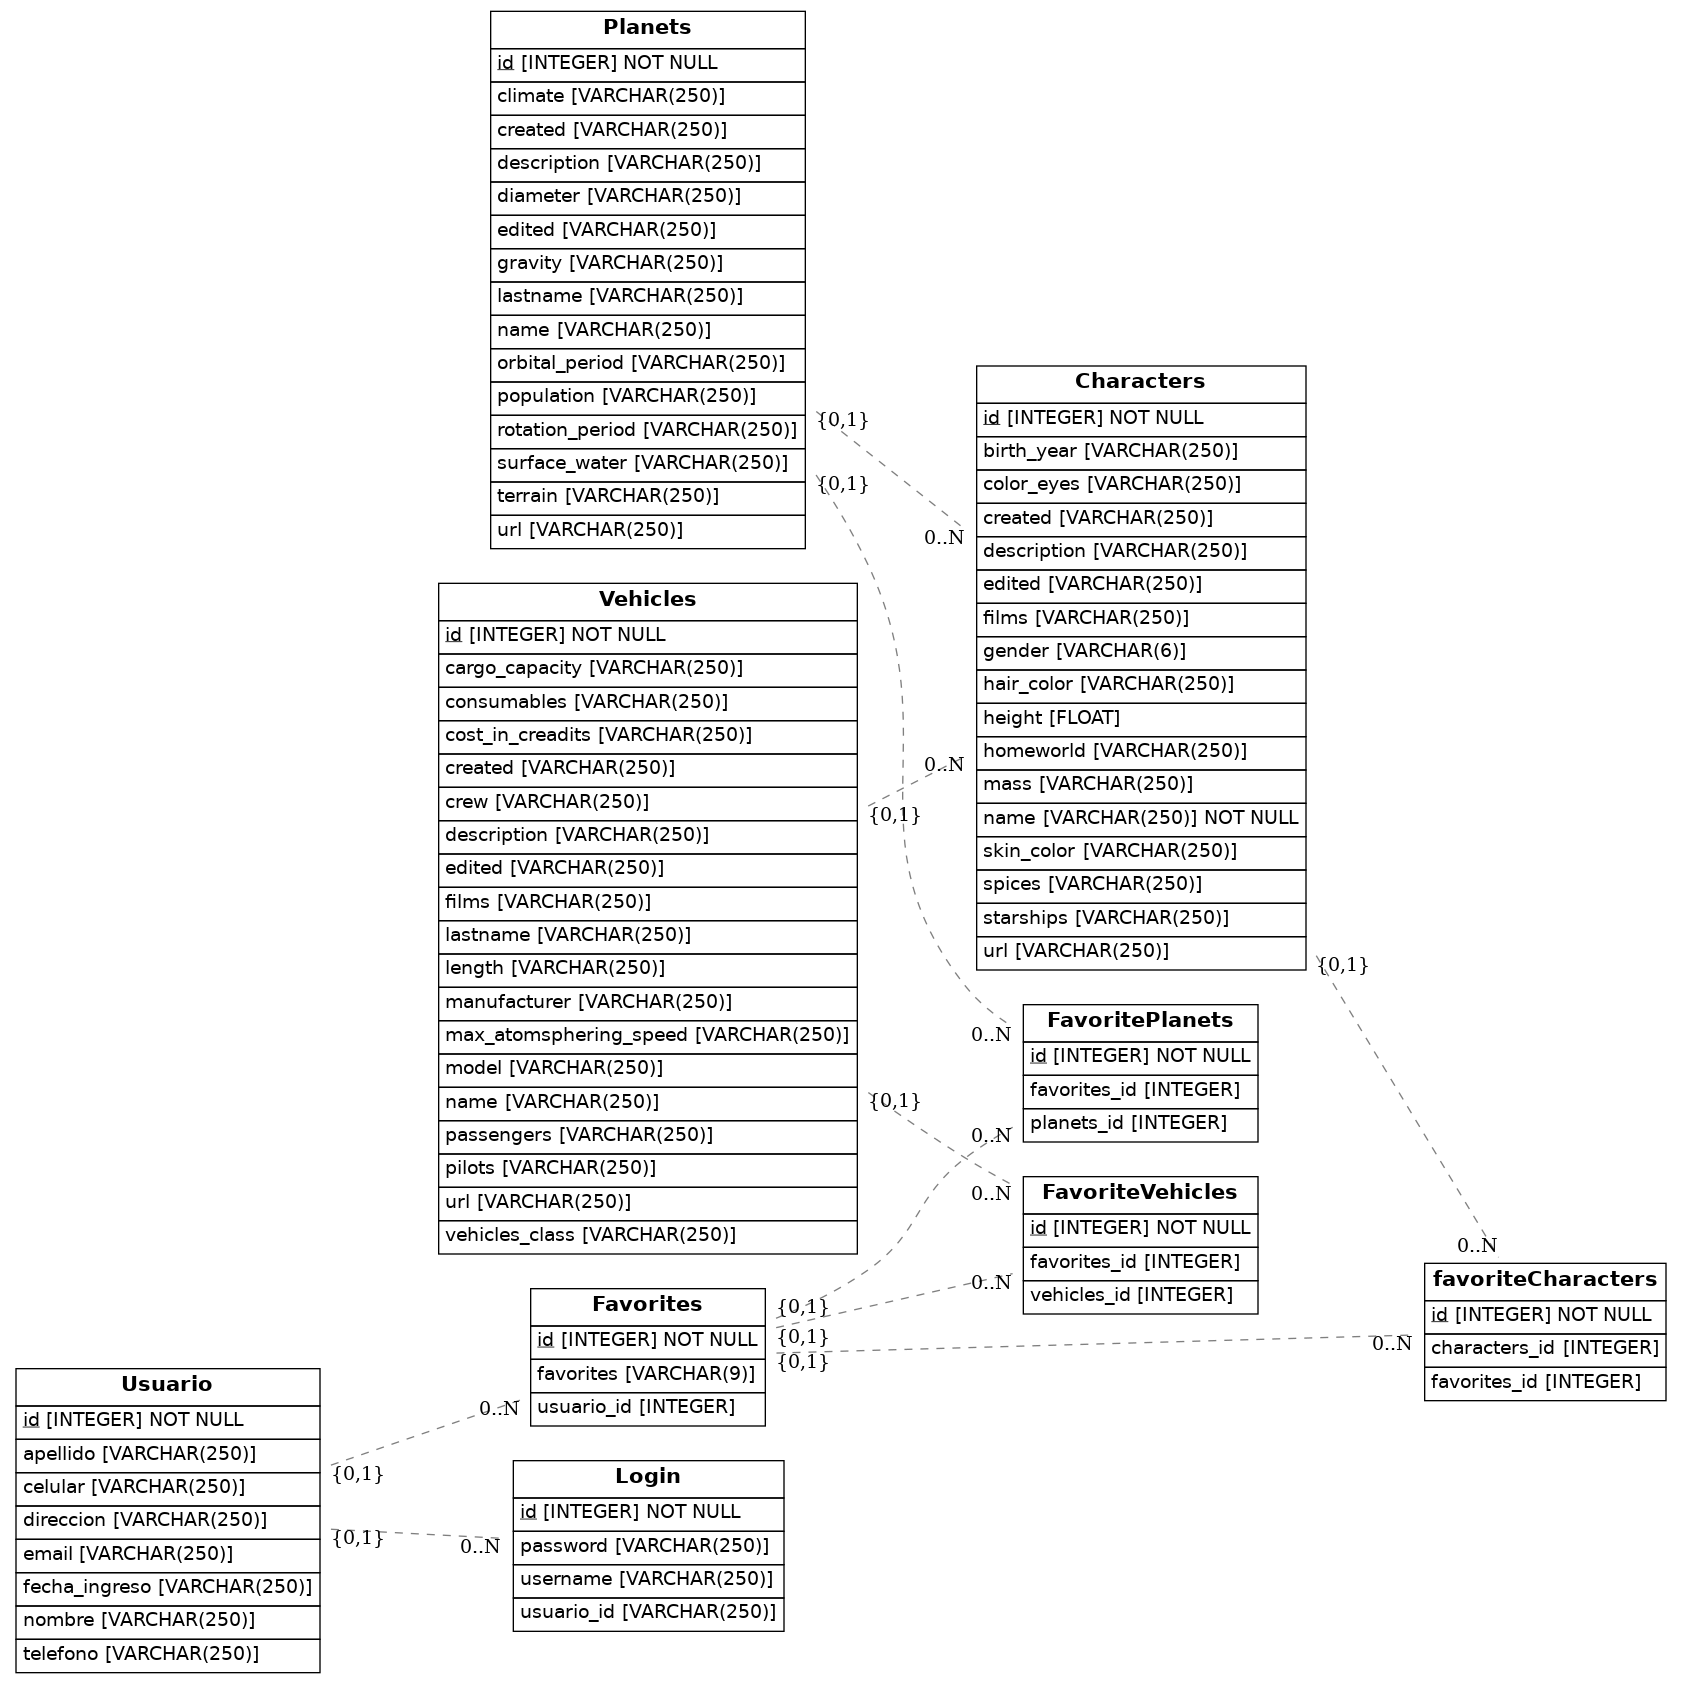 Planets
id [INTEGER] NOT NULL
climate [VARCHAR(250)]
created [VARCHAR(250)]
description [VARCHAR(250)]
diameter [VARCHAR(250)]
edited [VARCHAR(250)]
gravity [VARCHAR(250)]
lastname [VARCHAR(250)]
name [VARCHAR(250)]
orbital_period [VARCHAR(250)]
population [VARCHAR(250)]
rotation_period [VARCHAR(250)]
surface_water [VARCHAR(250)]
terrain [VARCHAR(250)]
url [VARCHAR(250)]
{0,1}
0..N
{0,1}
0..N
Characters
id [INTEGER] NOT NULL
birth_year [VARCHAR(250)]
color_eyes [VARCHAR(250)]
created [VARCHAR(250)]
description [VARCHAR(250)]
edited [VARCHAR(250)]
films [VARCHAR(250)]
gender [VARCHAR(6)]
hair_color [VARCHAR(250)]
height [FLOAT]
homeworld [VARCHAR(250)]
mass [VARCHAR(250)]
name [VARCHAR(250)] NOT NULL
skin_color [VARCHAR(250)]
spices [VARCHAR(250)]
starships [VARCHAR(250)]
url [VARCHAR(250)]
{0,1}
0..N
Vehicles
id [INTEGER] NOT NULL
cargo_capacity [VARCHAR(250)]
consumables [VARCHAR(250)]
cost_in_creadits [VARCHAR(250)]
created [VARCHAR(250)]
crew [VARCHAR(250)]
description [VARCHAR(250)]
edited [VARCHAR(250)]
films [VARCHAR(250)]
lastname [VARCHAR(250)]
length [VARCHAR(250)]
manufacturer [VARCHAR(250)]
max_atomsphering_speed [VARCHAR(250)]
model [VARCHAR(250)]
name [VARCHAR(250)]
passengers [VARCHAR(250)]
pilots [VARCHAR(250)]
url [VARCHAR(250)]
vehicles_class [VARCHAR(250)]
0..N
{0,1}
{0,1}
0..N
FavoritePlanets
id [INTEGER] NOT NULL
favorites_id [INTEGER]
planets_id [INTEGER]
0..N
FavoriteVehicles
id [INTEGER] NOT NULL
favorites_id [INTEGER]
vehicles_id [INTEGER]
0..N
favoriteCharacters
id [INTEGER] NOT NULL
characters_id [INTEGER]
favorites_id [INTEGER]
0..N
Favorites
id [INTEGER] NOT NULL
favorites [VARCHAR(9)]
usuario_id [INTEGER]
{0,1}
{0,1}
{0,1}
0..N
Usuario
id [INTEGER] NOT NULL
apellido [VARCHAR(250)]
celular [VARCHAR(250)]
direccion [VARCHAR(250)]
email [VARCHAR(250)]
fecha_ingreso [VARCHAR(250)]
nombre [VARCHAR(250)]
telefono [VARCHAR(250)]
{0,1}
{0,1}
0..N
Login
id [INTEGER] NOT NULL
password [VARCHAR(250)]
username [VARCHAR(250)]
usuario_id [VARCHAR(250)]